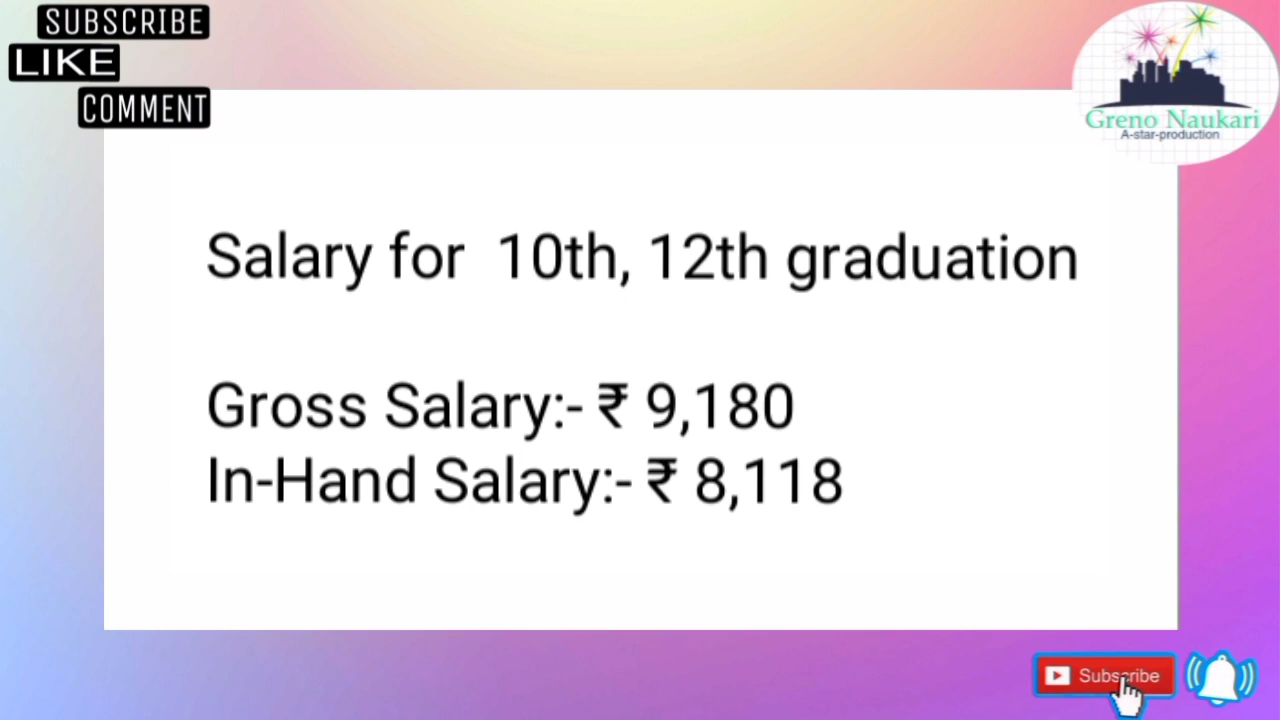 SUBSCRIBE
LIKE
COMMENT
Greno Naukari
A-star-production
Salary for 10th, 12th graduation
Gross Salary:- ₹ 9,180
In-Hand Salary:- ₹ 8,118
Subscribe